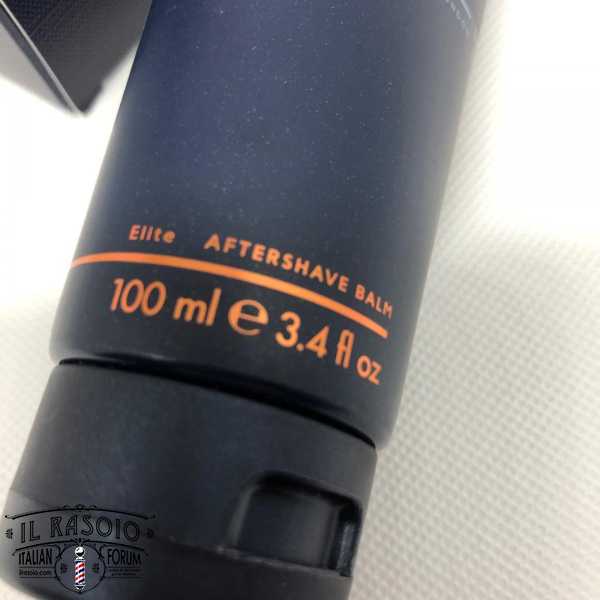 Elite AFTERSHAVE BALM
100 ml e 3.4 fl oz
IL RASOIO
ITALIAN FORUM
ilrasoio.com